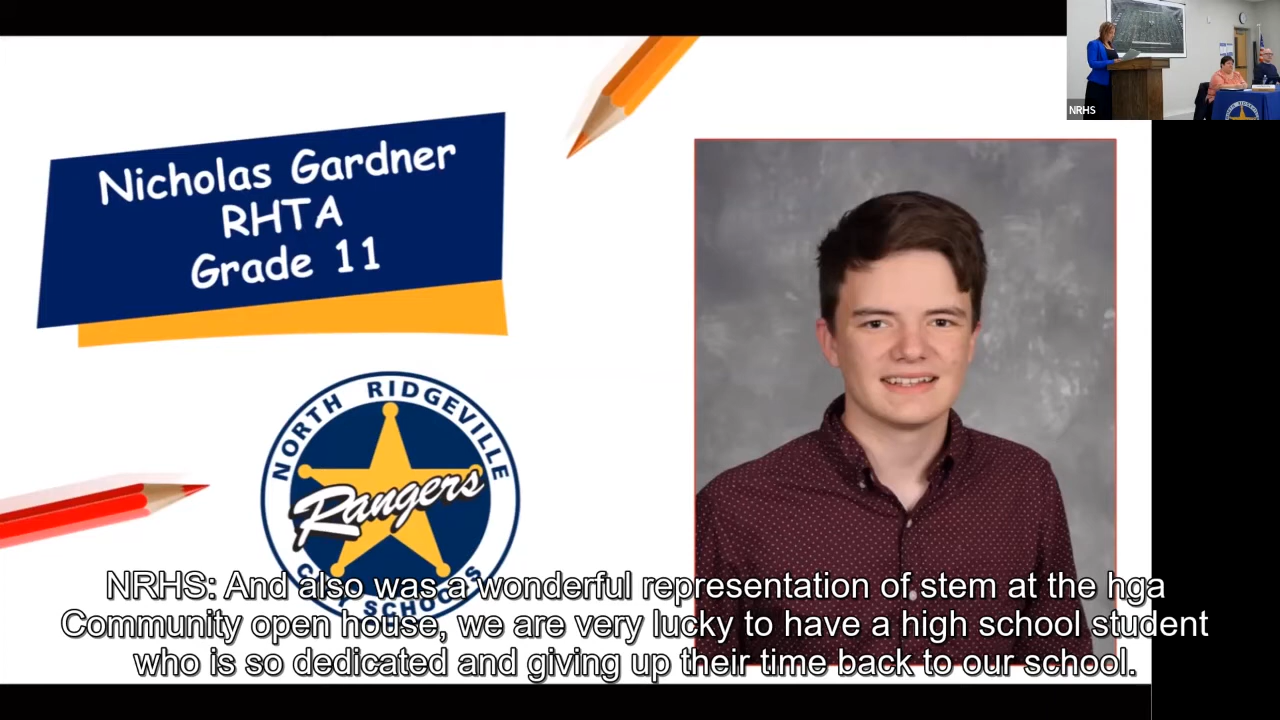 Nicholas Gardner
RHTA
Grade 11
NRHS
NORTH RIDGEVILLE
Rangers
CITY SCHOOLS
NRHS: And also was a wonderful representation of stem at the hga
Community open house, we are very lucky to have a high school student
who is so dedicated and giving up their time back to our school.